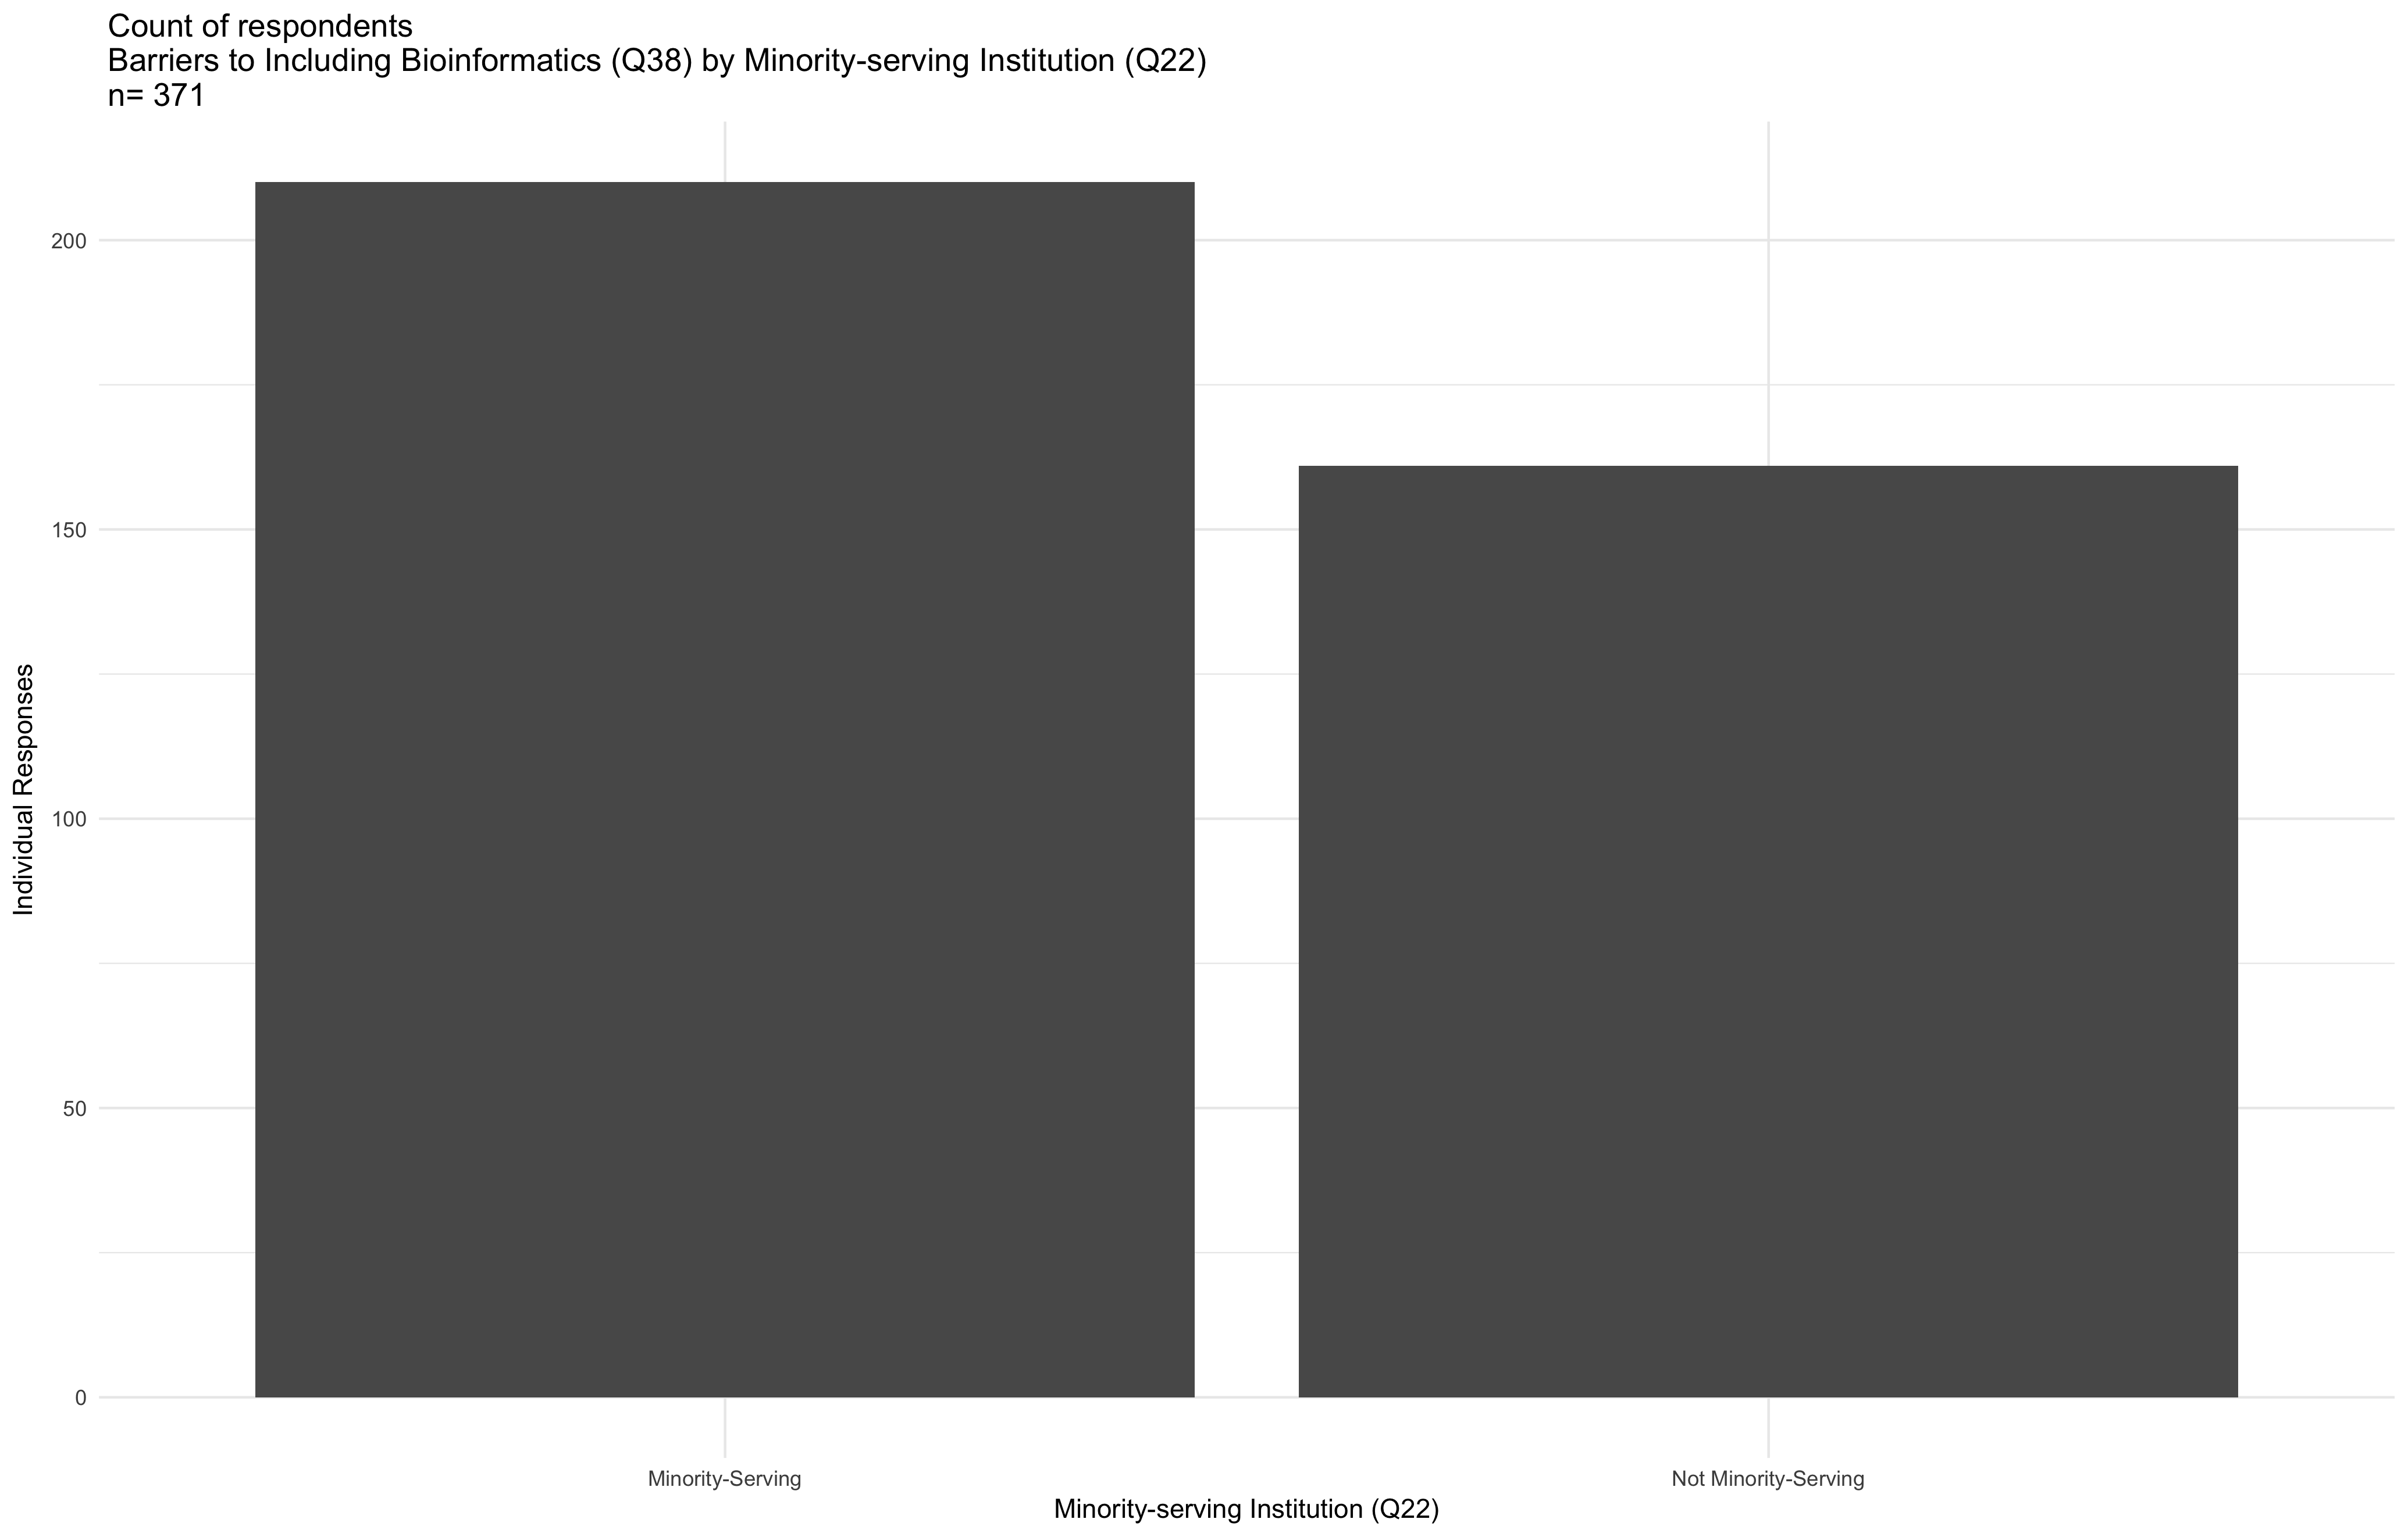 Count of respondents
Barriers to Including Bioinformatics (Q38) by Minority-serving Institution (Q22)
n= 371
Individual Responses
200
150
100
50
0
Minority-Serving
Not Minority-Serving
Minority-serving Institution (Q22)